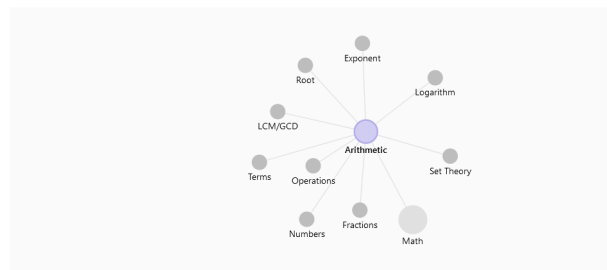 Exponent
Root
Logarithm
LCM/GCD
Arithmetic
Set Theory
Terms
Operations
Fractions
Numbers
Math